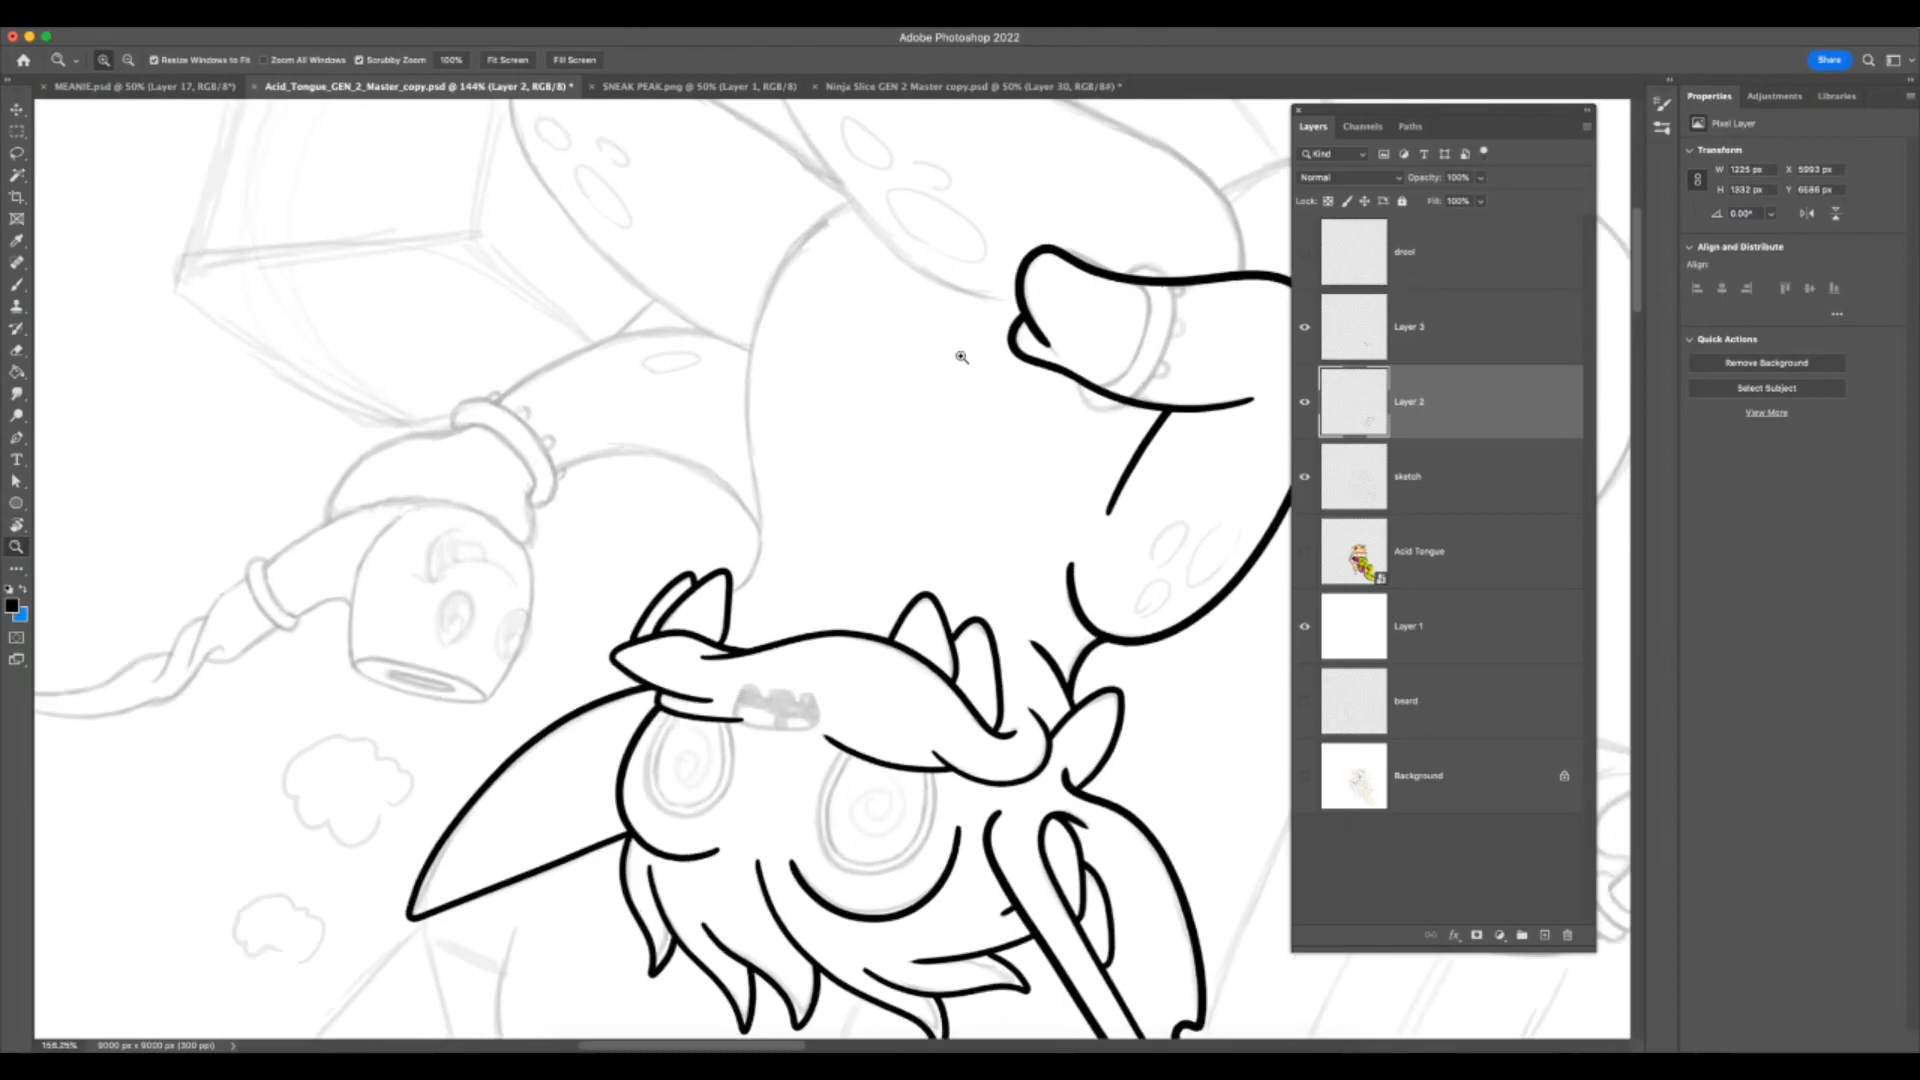 Adobe Photoshop 2022
Resize Windows to Fit Zoom All Windows Scrubby Zoom 100% Fit Screen Fill Screen Share
MEANIE.psd @ 50% (Layer 17, RGB/8*) Acid_Tongue_GEN_2_Master_copy.psd @ 144% (Layer 2, RGB/8) * SNEAK PEAK.png @ 50% (Layer 1, RGB/8) Ninja Slice GEN 2 Master copy.psd @ 50% (Layer 30, RGB/8#) *
Properties Adjustments Libraries
Pixel Layer
Transform
W 1225 px X 5993 px
H 1332 px Y 6586 px
0.00°
Align and Distribute
Align:
Quick Actions
Remove Background
Select Subject
View More
Layers Channels Paths
Kind
Normal Opacity: 100%
Lock: Fill: 100%
drool
Layer 3
Layer 2
sketch
Acid Tongue
Layer 1
beard
Background
fx
156.25% 9000 px x 9000 px (300 ppi)